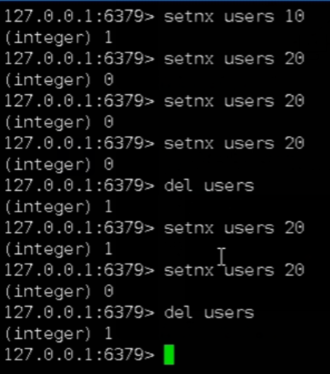 127.0.0.1:6379> setnx users 10
(integer) 1
127.0.0.1:6379> setnx users 20
(integer) 0
127.0.0.1:6379> setnx users 20
(integer) 0
127.0.0.1:6379> setnx users 20
(integer) 0
127.0.0.1:6379> del users
(integer) 1
127.0.0.1:6379> setnx users 20
(integer) 1
127.0.0.1:6379> setnx users 20
(integer) 0
127.0.0.1:6379> del users
(integer) 1
127.0.0.1:6379>